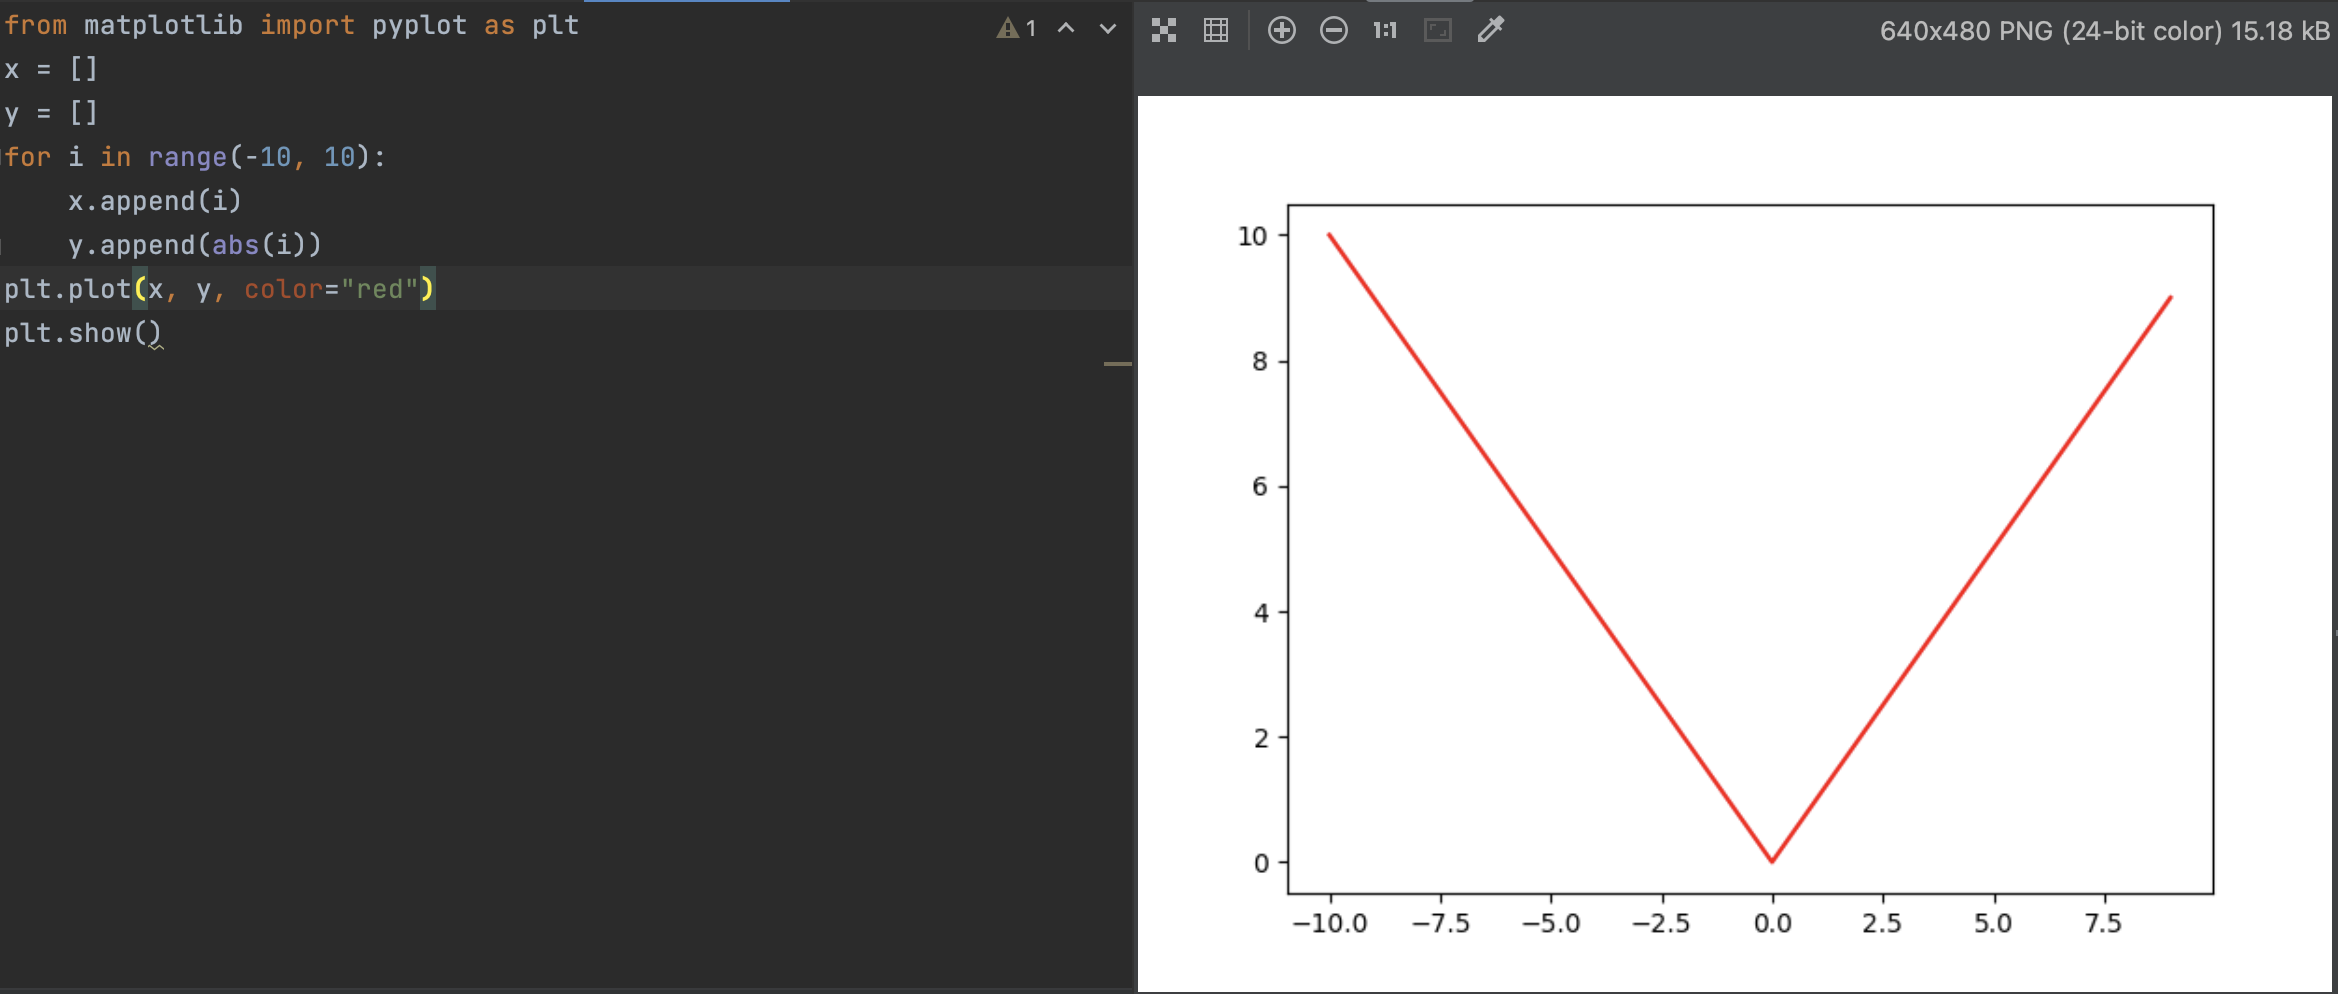 from matplotlib import pyplot as plt
x = []
y = []
for i in range(-10, 10):
    x.append(i)
    y.append(abs(i))
plt.plot(x, y, color="red")
plt.show()
1
1:1
640x480 PNG (24-bit color) 15.18 kB
10
8
6
4
2
0
−10.0 −7.5 −5.0 −2.5 0.0 2.5 5.0 7.5